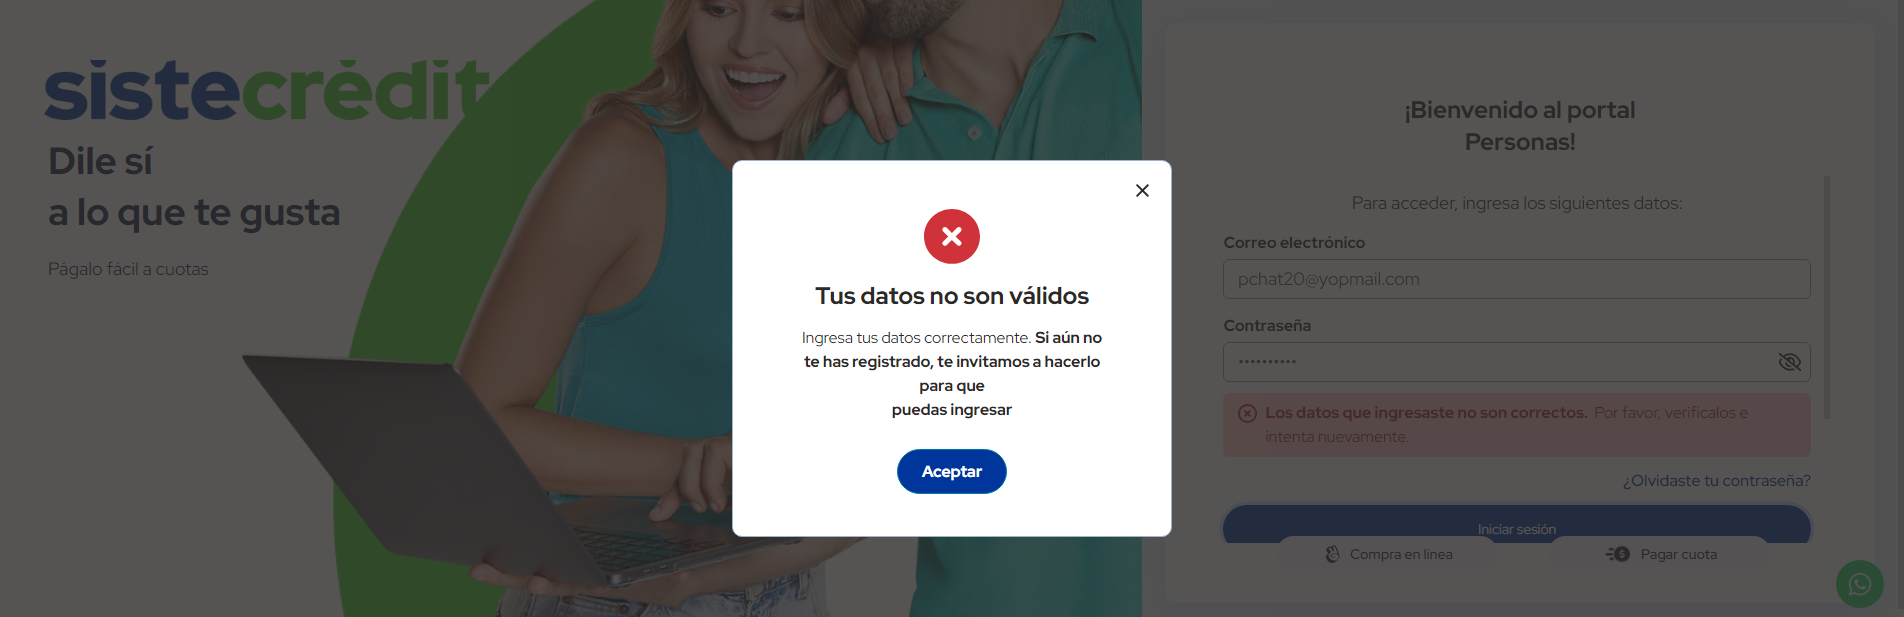 sistecrédit
Dile sí
a lo que te gusta
Págalo fácil a cuotas
Tus datos no son válidos
Ingresa tus datos correctamente. Si aún no
te has registrado, te invitamos a hacerlo
para que
puedas ingresar
Aceptar
¡Bienvenido al portal
Personas!
Para acceder, ingresa los siguientes datos:
Correo electrónico
pchat20@yopmail.com
Contraseña
••••••••••
Los datos que ingresaste no son correctos. Por favor, verifícalos e
intenta nuevamente.
¿Olvidaste tu contraseña?
Iniciar sesión
Compra en línea
Pagar cuota